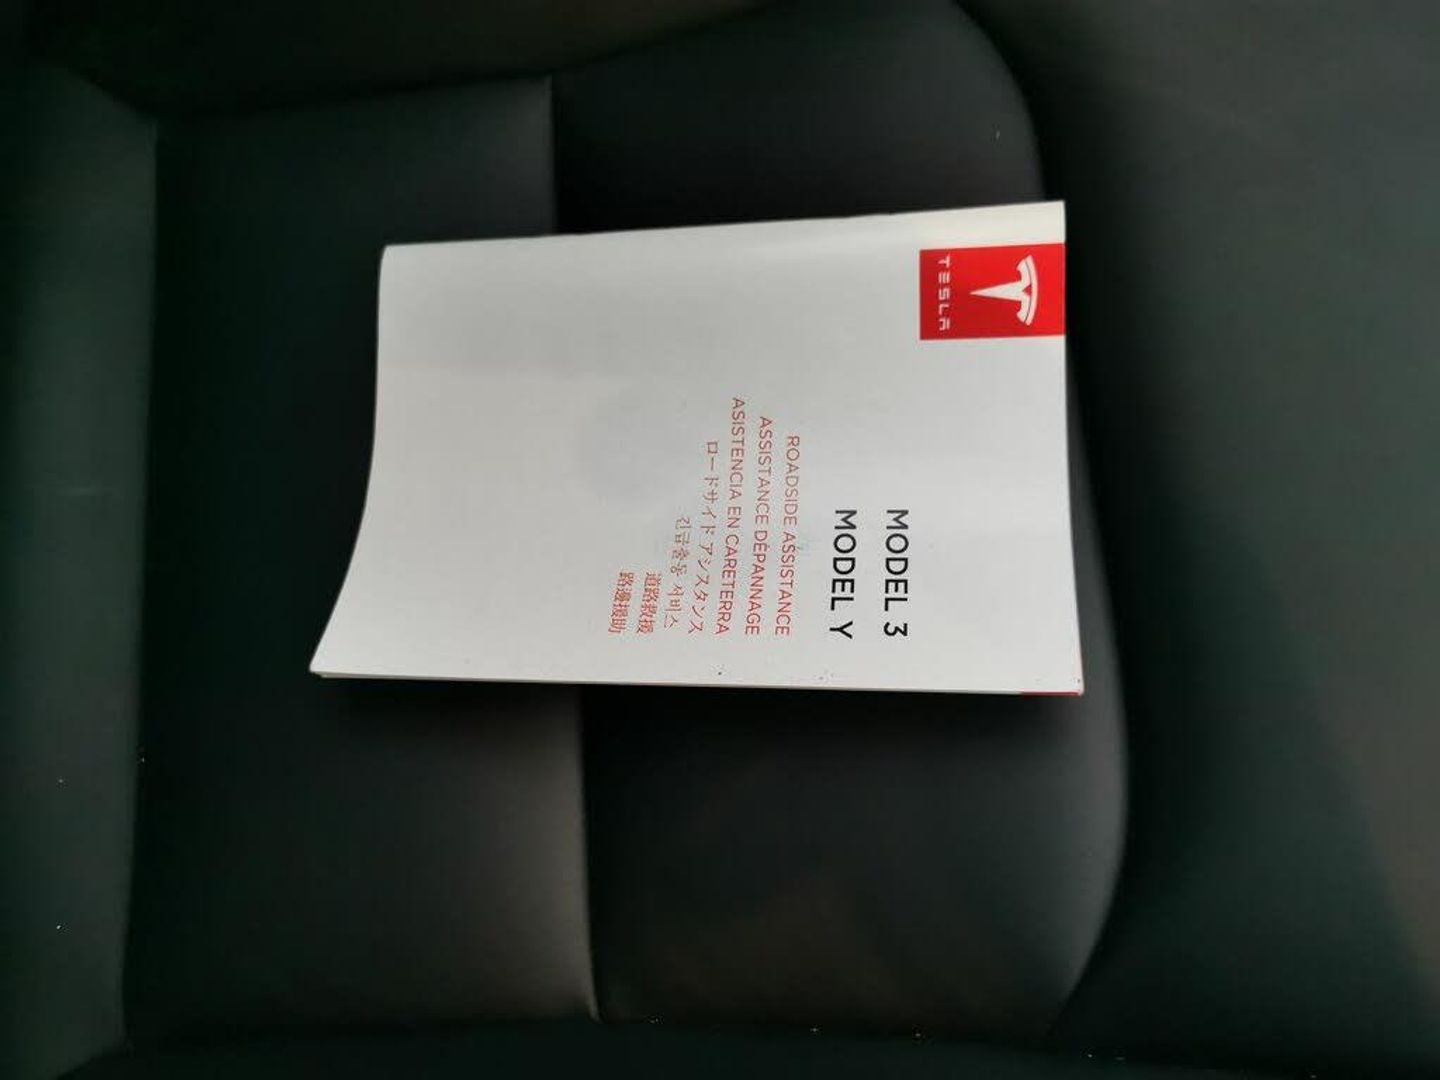 TESLA
MODEL 3
MODEL Y
ROADSIDE ASSISTANCE
ASSISTANCE DÉPANNAGE
ASISTENCIA EN CARETERRA
ロードサイドアシスタンス
긴급출동 서비스
道路救援
路邊援助